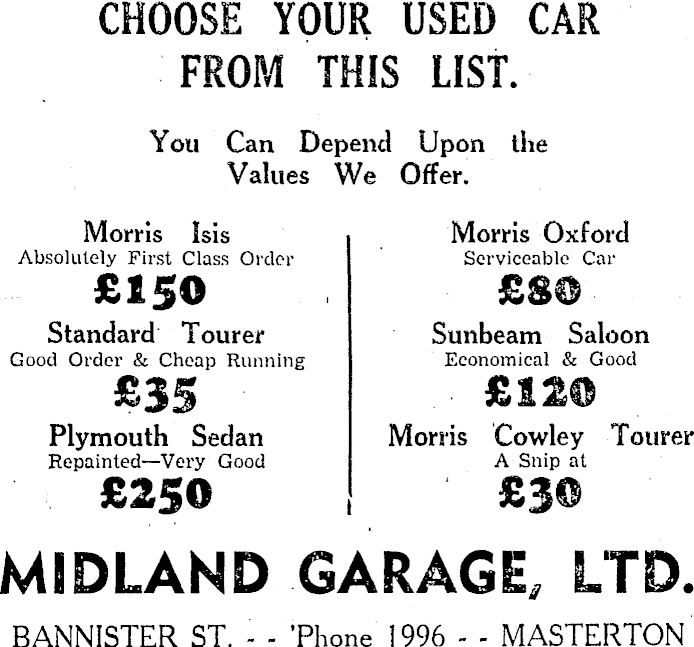 CHOOSE YOUR USED CAR
FROM THIS LIST.
You Can Depend Upon the
Values We Offer.
Morris Isis
Absolutely First Class Order
£150
Standard Tourer
Good Order & Cheap Running
£35
Plymouth Sedan
Repainted—Very Good
£250
Morris Oxford
Serviceable Car
£80
Sunbeam Saloon
Economical & Good
£120
Morris Cowley Tourer
A Snip at
£30
MIDLAND GARAGE, LTD.
BANNISTER ST. - - 'Phone 1996 - - MASTERTON